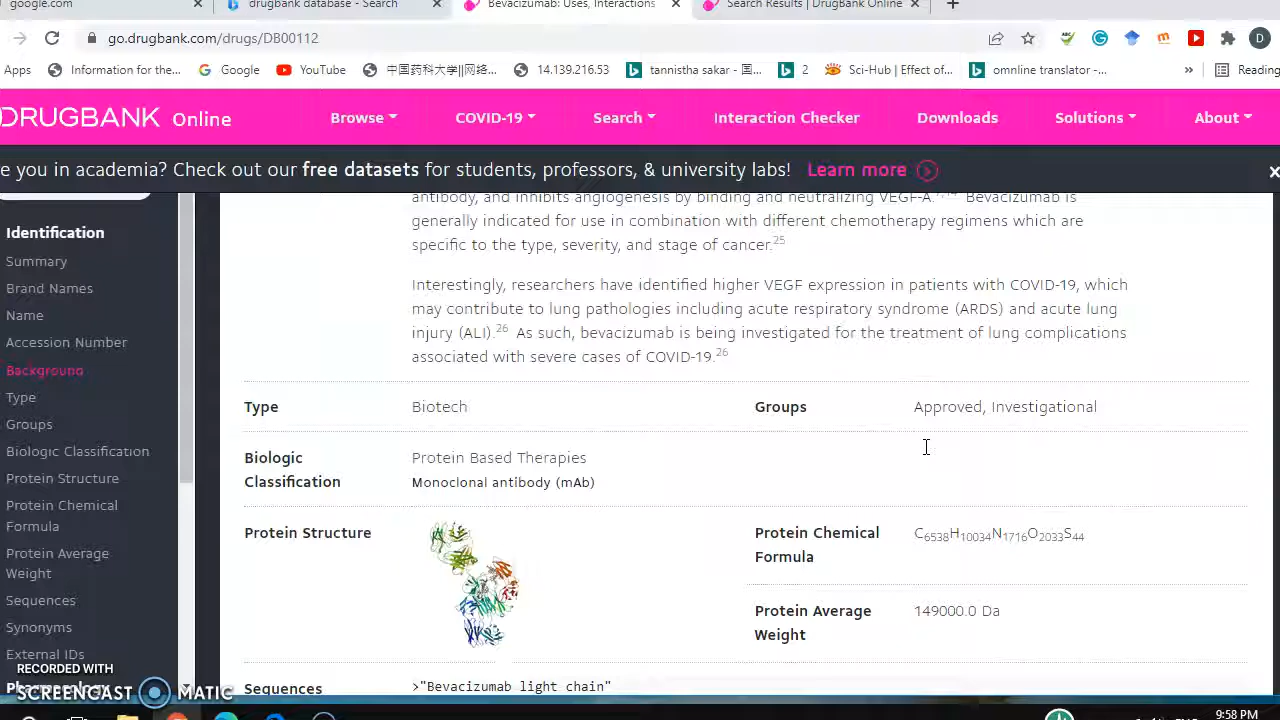 google.com
drugbank database - Search
Bevacizumab: Uses, Interactions
Search Results | DrugBank Online
go.drugbank.com/drugs/DB00112
D
Apps
Information for the...
Google
YouTube
中国药科大学||网络...
14.139.216.53
tannistha sakar - 国...
2
Sci-Hub | Effect of...
omnline translator -...
»
Reading
DRUGBANK Online
Browse
COVID-19
Search
Interaction Checker
Downloads
Solutions
About
e you in academia? Check out our free datasets for students, professors, & university labs! Learn more
Identification
Summary
Brand Names
Name
Accession Number
Background
Type
Groups
Biologic Classification
Protein Structure
Protein Chemical
Formula
Protein Average
Weight
Sequences
Synonyms
External IDs
antibody, and inhibits angiogenesis by binding and neutralizing VEGF-A. Bevacizumab is
generally indicated for use in combination with different chemotherapy regimens which are
specific to the type, severity, and stage of cancer.25
Interestingly, researchers have identified higher VEGF expression in patients with COVID-19, which
may contribute to lung pathologies including acute respiratory syndrome (ARDS) and acute lung
injury (ALI).26 As such, bevacizumab is being investigated for the treatment of lung complications
associated with severe cases of COVID-19.26
Type Biotech
Groups Approved, Investigational
Biologic
Classification
Protein Based Therapies
Monoclonal antibody (mAb)
Protein Structure
Protein Chemical
Formula
C6538H10034N1716O2033S44
Protein Average
Weight
149000.0 Da
Sequences >"Bevacizumab light chain"
RECORDED WITH
SCREENCAST MATIC
9:58 PM